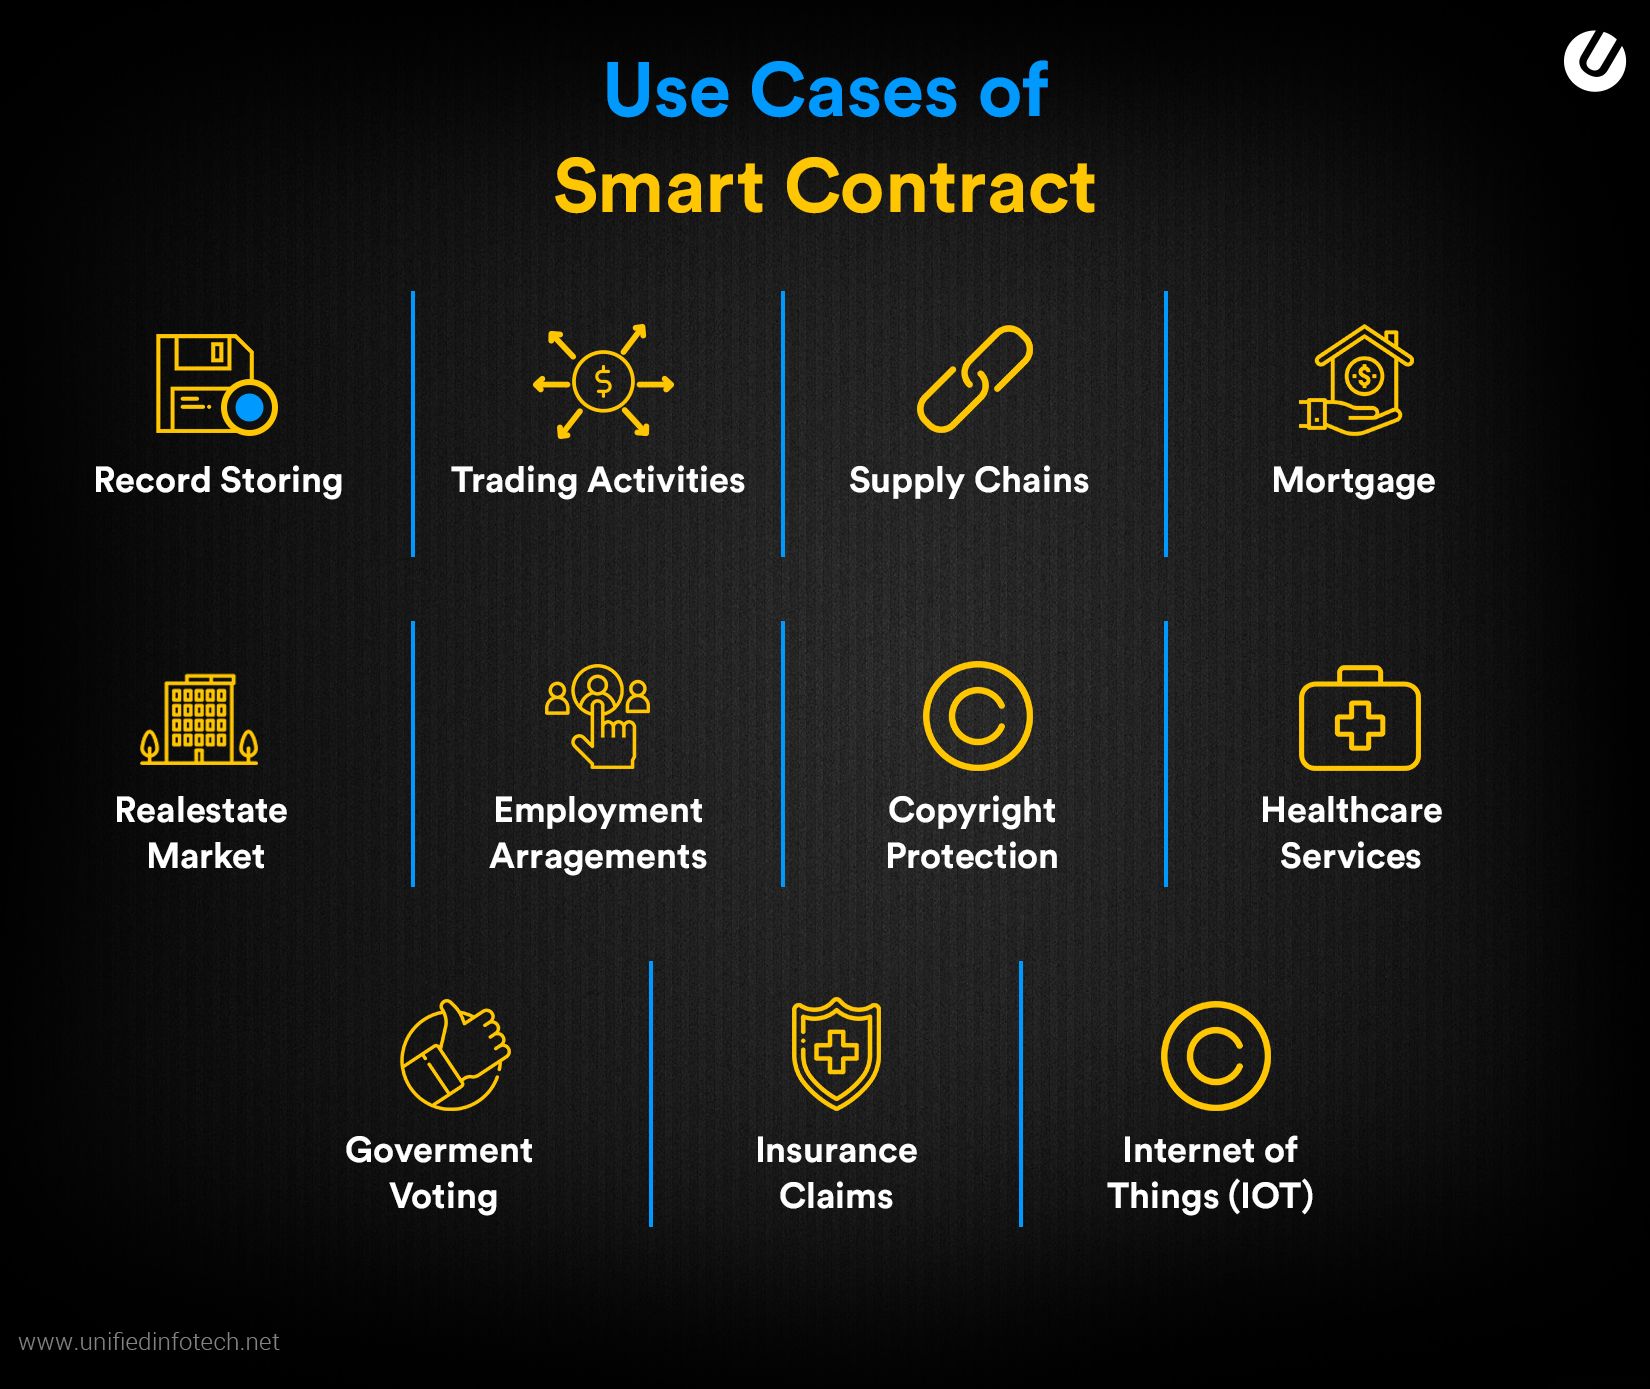 Use Cases of
Smart Contract
Record Storing
Trading Activities
Supply Chains
Mortgage
Realestate
Market
Employment
Arragements
Copyright
Protection
Healthcare
Services
Goverment
Voting
Insurance
Claims
Internet of
Things (IOT)
www.unifiedinfotech.net